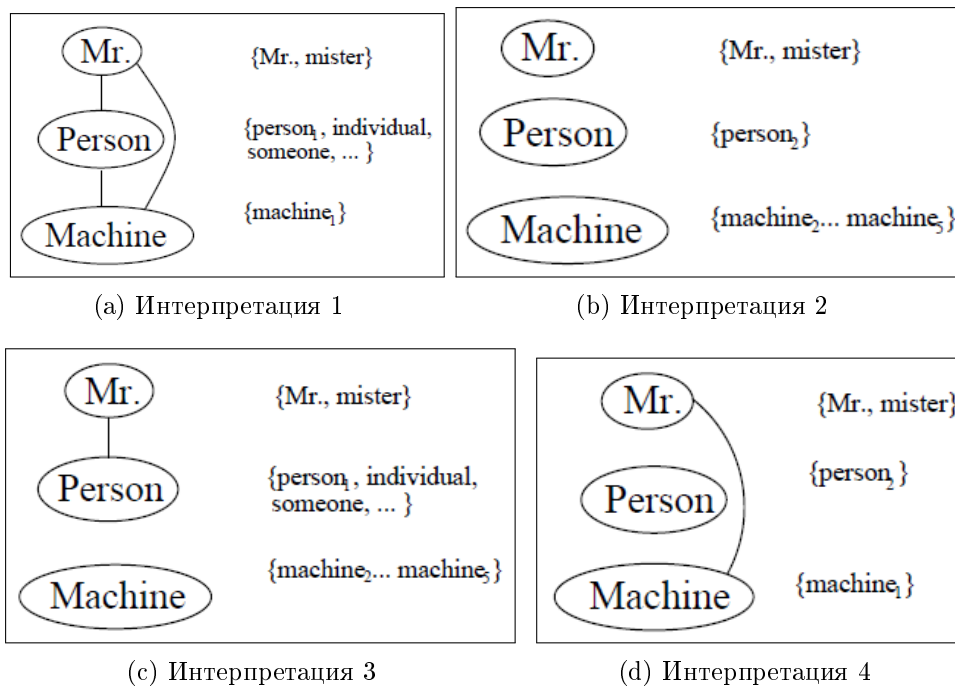 Mr. {Mr., mister}
Person {person₁, individual,
someone, ... }
Machine {machine₁}
(a) Интерпретация 1
Mr. {Mr., mister}
Person {person₂}
Machine {machine₂... machine₅}
(b) Интерпретация 2
Mr. {Mr., mister}
Person {person₁, individual,
someone, ... }
Machine {machine₂... machine₅}
(c) Интерпретация 3
Mr. {Mr., mister}
Person {person₂}
Machine {machine₁}
(d) Интерпретация 4